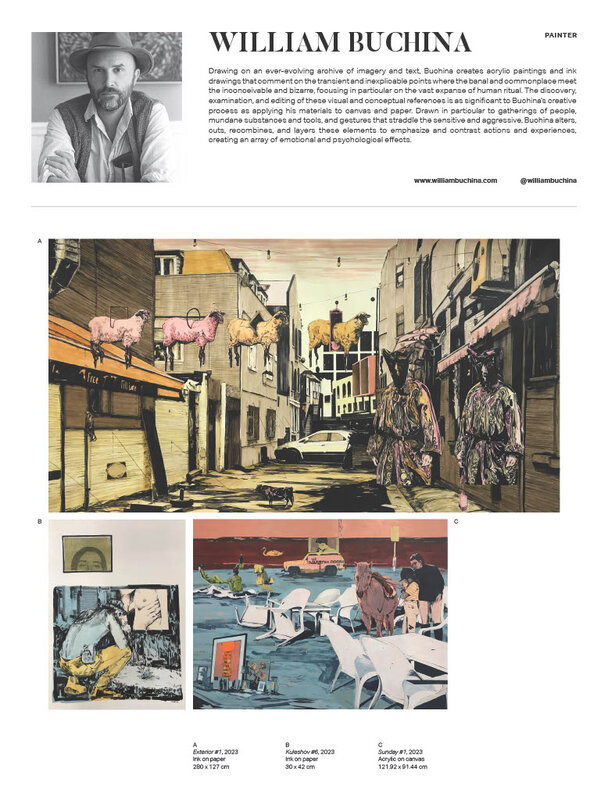 WILLIAM BUCHINA
PAINTER
Drawing on an ever-evolving archive of imagery and text, Buchina creates acrylic paintings and ink
drawings that comment on the transient and inexplicable points where the banal and commonplace meet
the inconceivable and bizarre, focusing in particular on the vast expanse of human ritual. The discovery,
examination, and editing of these visual and conceptual references is as significant to Buchina's creative
process as applying his materials to canvas and paper. Drawn in particular to gatherings of people,
mundane substances and tools, and gestures that straddle the sensitive and aggressive, Buchina alters,
cuts, recombines, and layers these elements to emphasize and contrast actions and experiences,
creating an array of emotional and psychological effects.
www.williambuchina.com @williambuchina
A
B
C
A
Exterior #1, 2023
Ink on paper
280 x 127 cm
B
Kuleshov #6, 2023
Ink on paper
30 x 42 cm
C
Sunday #1, 2023
Acrylic on canvas
121.92 x 91.44 cm